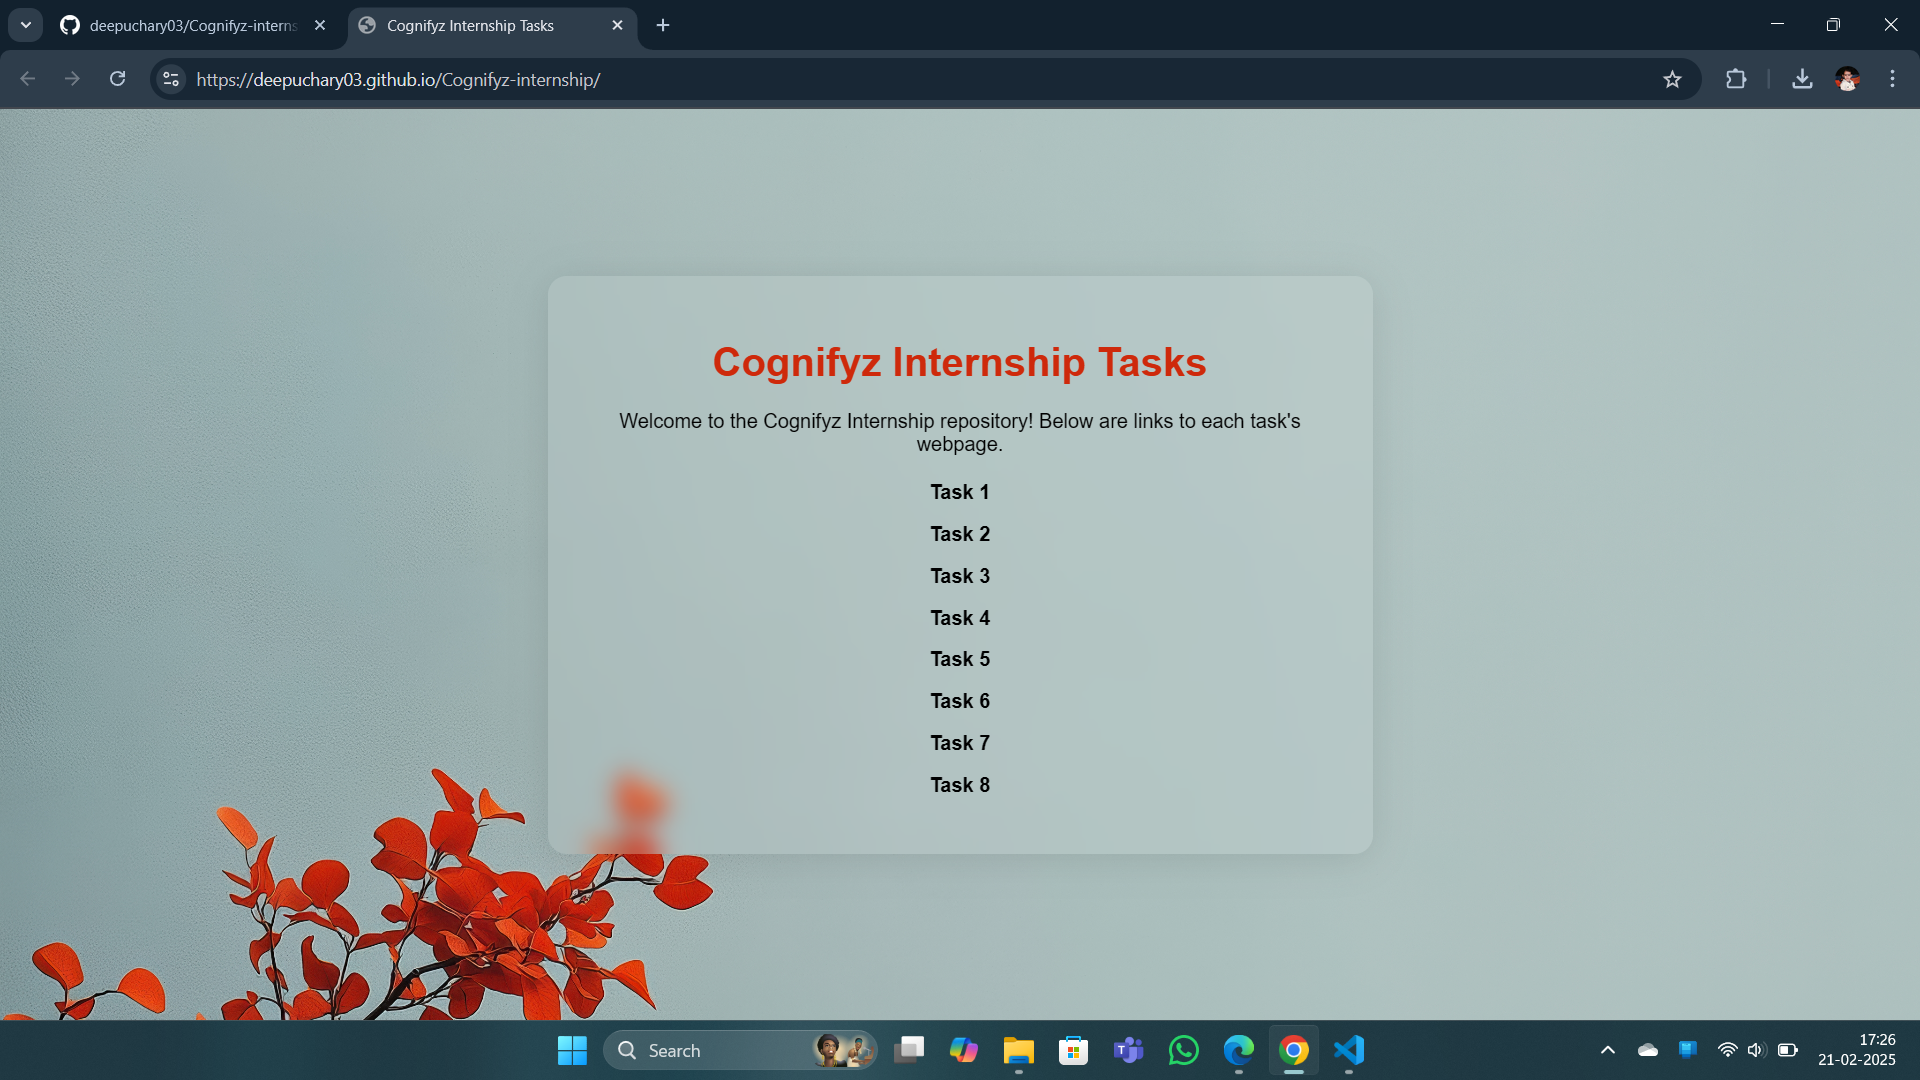 deepuchary03/Cognifyz-interns
Cognifyz Internship Tasks
https://deepuchary03.github.io/Cognifyz-internship/
Cognifyz Internship Tasks
Welcome to the Cognifyz Internship repository! Below are links to each task's
webpage.
Task 1
Task 2
Task 3
Task 4
Task 5
Task 6
Task 7
Task 8
Search
17:26
21-02-2025